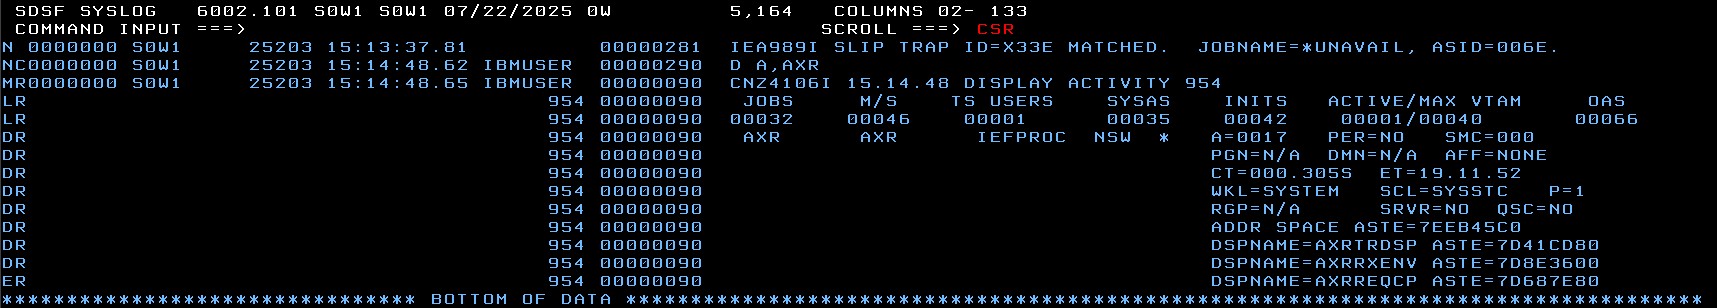 SDSF SYSLOG   6002.101 S0W1 S0W1 07/22/2025 0W         5,164   COLUMNS 02- 133
COMMAND INPUT ===>                                            SCROLL ===> CSR
N 0000000 S0W1     25203 15:13:37.81          00000281  IEA989I SLIP TRAP ID=X33E MATCHED.  JOBNAME=*UNAVAIL, ASID=006E.
NC0000000 S0W1     25203 15:14:48.62 IBMUSER  00000290  D A,AXR
MR0000000 S0W1     25203 15:14:48.65 IBMUSER  00000090  CNZ4106I 15.14.48 DISPLAY ACTIVITY 954
LR                                        954 00000090   JOBS     M/S    TS USERS    SYSAS    INITS   ACTIVE/MAX VTAM     OAS
LR                                        954 00000090  00032    00046    00001      00035    00042    00001/00040       00066
DR                                        954 00000090   AXR      AXR      IEFPROC  NSW  *   A=0017   PER=NO   SMC=000
DR                                        954 00000090                                       PGN=N/A  DMN=N/A  AFF=NONE
DR                                        954 00000090                                       CT=000.305S  ET=19.11.52
DR                                        954 00000090                                       WKL=SYSTEM   SCL=SYSSTC   P=1
DR                                        954 00000090                                       RGP=N/A      SRVR=NO  QSC=NO
DR                                        954 00000090                                       ADDR SPACE ASTE=7EEB45C0
DR                                        954 00000090                                       DSPNAME=AXRTRDSP ASTE=7D41CD80
DR                                        954 00000090                                       DSPNAME=AXRRXENV ASTE=7D8E3600
ER                                        954 00000090                                       DSPNAME=AXRREQCP ASTE=7D687E80
******************************** BOTTOM OF DATA ***********************************************************************************